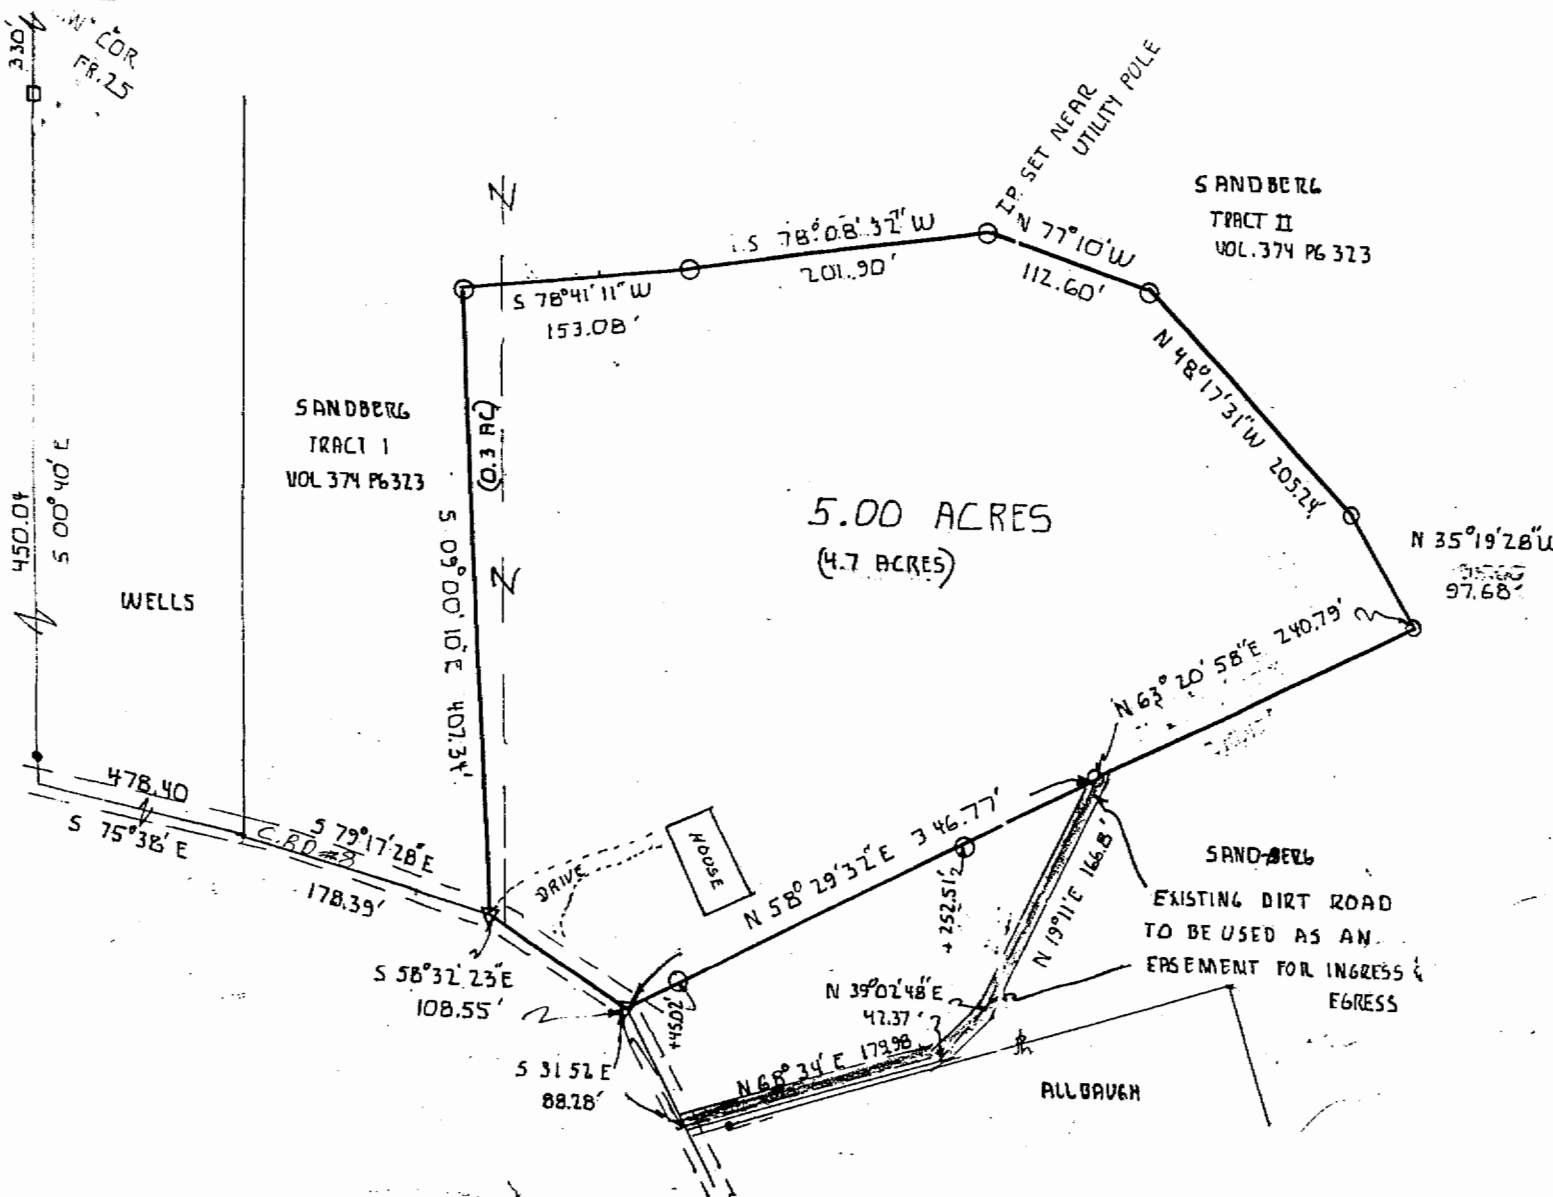 330'
COR
FR. 25
I.P. SET NEAR
UTILITY POLE
SANDBERG
TRACT II
VOL. 374 PG 323
S 78°08'32" W
201.90'
N 77°10' W
112.60'
S 78°41'11" W
153.08'
N 48°17'31" W 205.24'
SANDBERG
TRACT I
VOL 374 PG 323
(0.3 AC)
S 09°00'10" E 407.34'
450.04
S 00°40' E
5.00 ACRES
(4.7 ACRES)
N 35°19'28" W
97.68'
WELLS
N 63° 20' 58" E 240.79'
478.40
S 75°38' E
C. RD #8
S 79°17'28" E
178.39'
DRIVE
HOUSE
N 58° 29' 32" E 346.77'
+252.51'
SANDBERG
EXISTING DIRT ROAD
TO BE USED AS AN
EASEMENT FOR INGRESS &
EGRESS
N 19°11' E 166.8'
S 58°32'23" E
108.55'
+45.02'
N 39°02'48" E
42.37'
S 31 52 E
88.28'
N 68° 34' E 179.98
ALLBAUGH